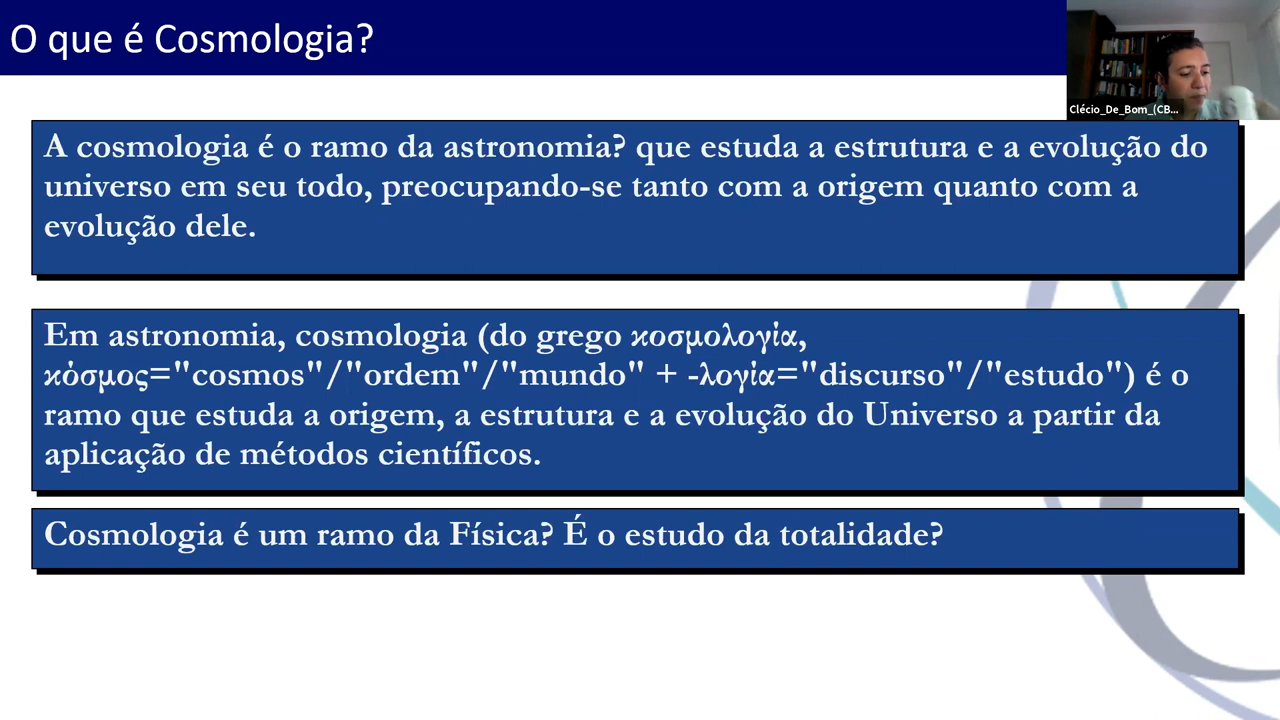 O que é Cosmologia?
Clécio_De_Bom_(CB...
A cosmologia é o ramo da astronomia? que estuda a estrutura e a evolução do
universo em seu todo, preocupando-se tanto com a origem quanto com a
evolução dele.
Em astronomia, cosmologia (do grego κοσμολογία,
κόσμος="cosmos"/"ordem"/"mundo" + -λογία="discurso"/"estudo") é o
ramo que estuda a origem, a estrutura e a evolução do Universo a partir da
aplicação de métodos científicos.
Cosmologia é um ramo da Física? É o estudo da totalidade?